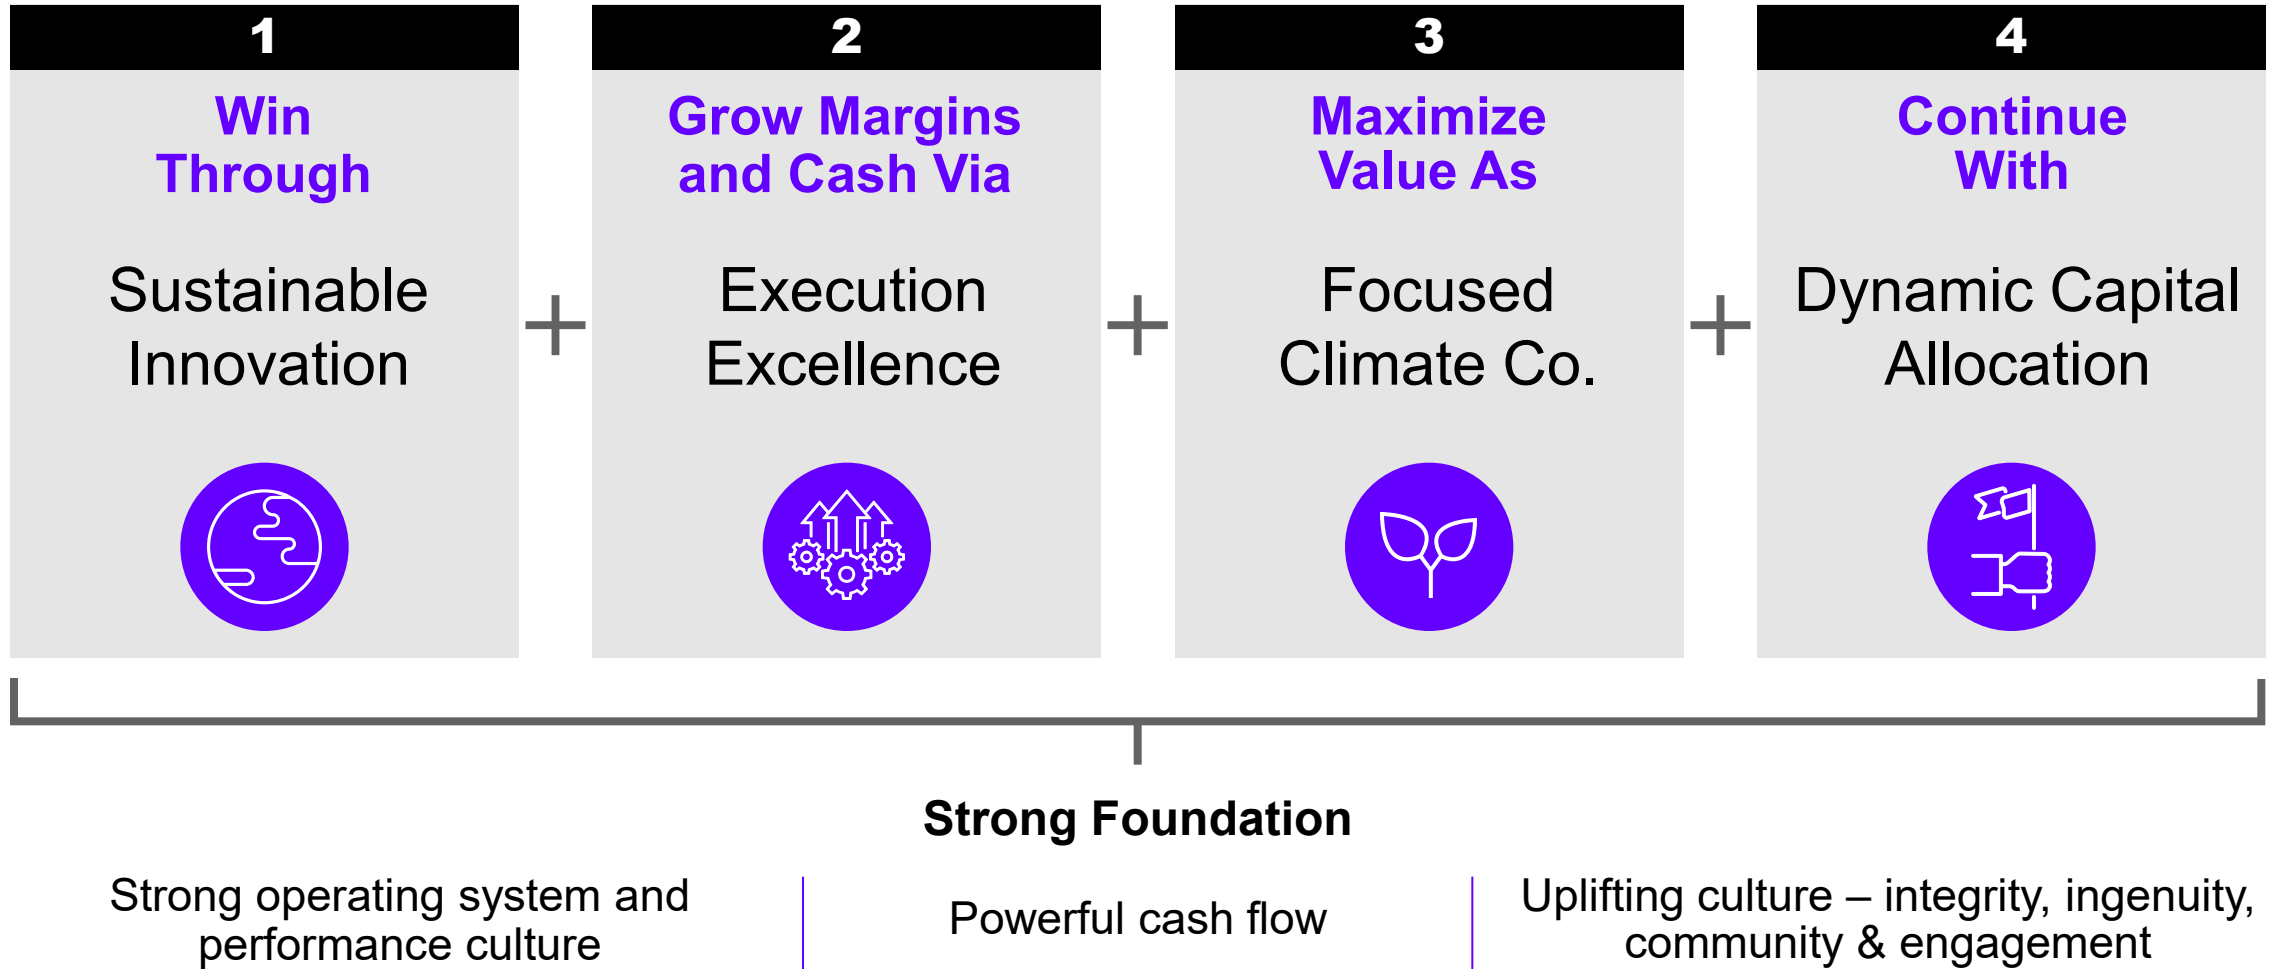 1
Win
Through
Sustainable
Innovation
2
Grow Margins
and Cash Via
Execution
Excellence
3
Maximize
Value As
Focused
Climate Co.
4
Continue
With
Dynamic Capital
Allocation
Strong Foundation
Strong operating system and
performance culture
Powerful cash flow
Uplifting culture – integrity, ingenuity,
community & engagement